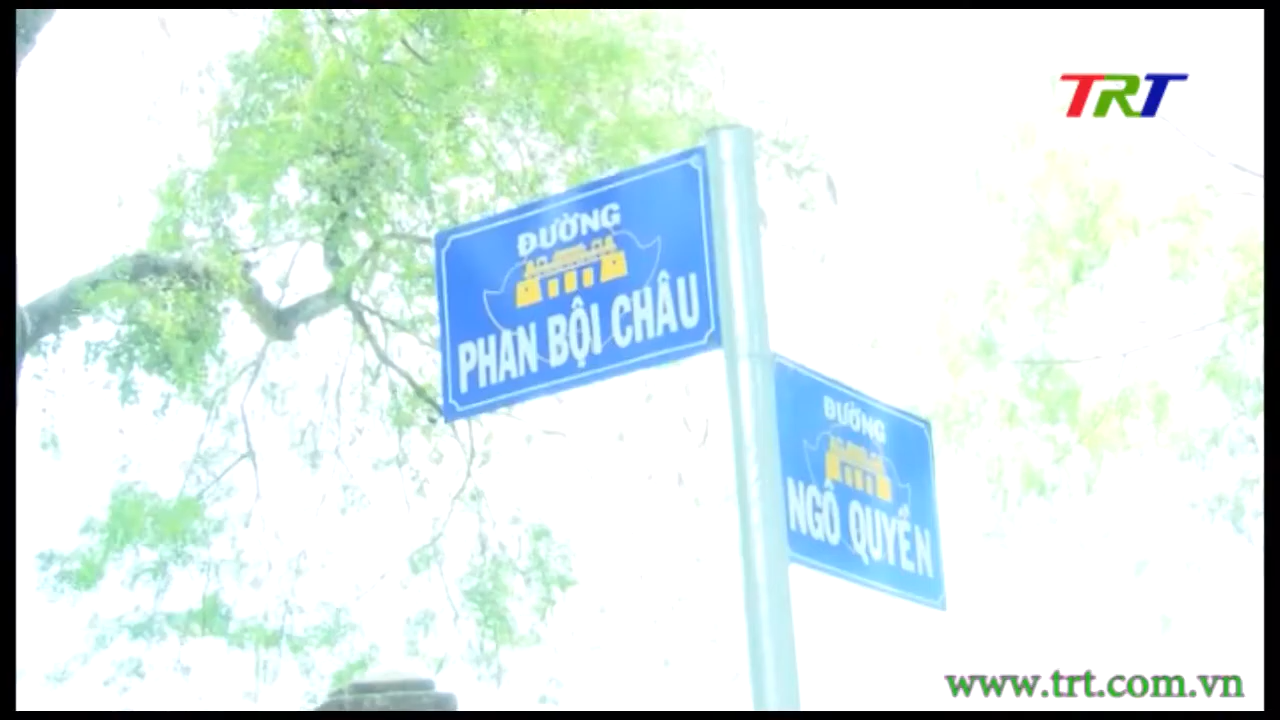 TRT
ĐƯỜNG
PHAN BỘI CHÂU
ĐƯỜNG
NGÔ QUYỀN
www.trt.com.vn